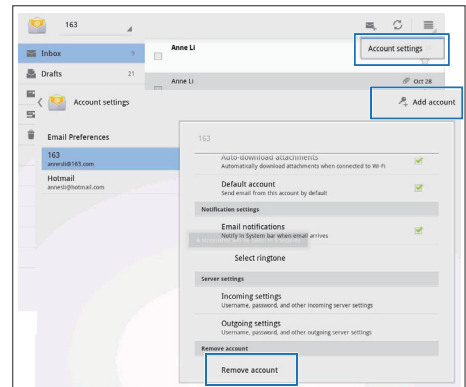 163
Inbox 9
Anne Li
Account settings
Drafts 21
Anne Li
Oct 28
Account settings
Add account
Email Preferences
163
163
annesli@163.com
Auto-download attachments
Automatically download attachments when connected to Wi-Fi
Hotmail
annesli@hotmail.com
Default account
Send email from this account by default
Notification settings
Email notifications
Notify in System bar when email arrives
Select ringtone
Server settings
Incoming settings
Username, password, and other incoming server settings
Outgoing settings
Username, password, and other outgoing server settings
Remove account
Remove account